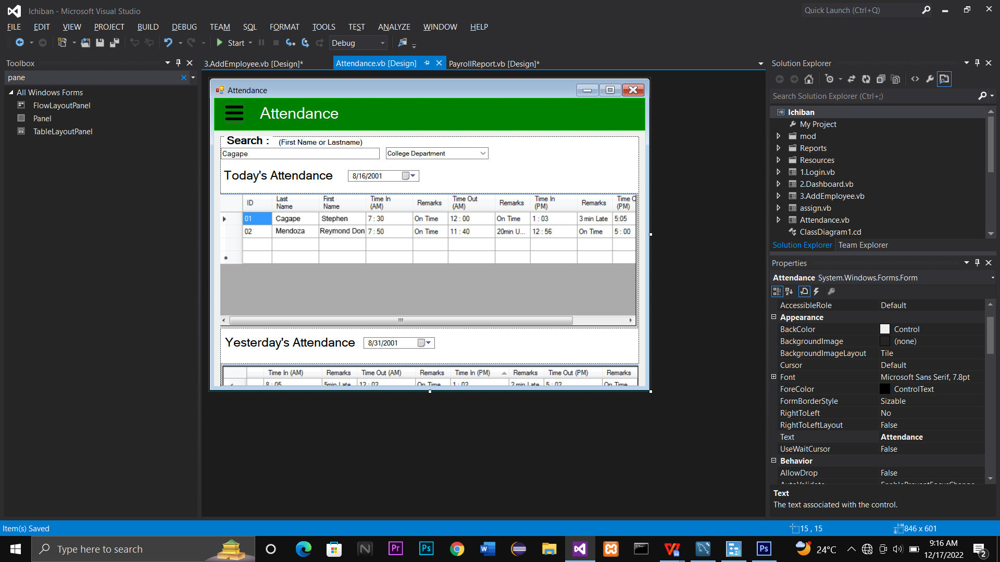 Ichiban - Microsoft Visual Studio
Quick Launch (Ctrl+Q)
FILE EDIT VIEW PROJECT BUILD DEBUG TEAM SQL FORMAT TOOLS TEST ANALYZE WINDOW HELP
Start Debug
Toolbox
pane
All Windows Forms
FlowLayoutPanel
Panel
TableLayoutPanel
3.AddEmployee.vb [Design]* Attendance.vb [Design] PayrollReport.vb [Design]*
Attendance
Attendance
Search : (First Name or Lastname)
Cagape College Department
Today's Attendance 8/16/2001
ID Last Name First Name Time In (AM) Remarks Time Out (AM) Remarks Time In (PM) Remarks Time O (PM)
01 Cagape Stephen 7 : 30 On Time 12 : 00 On Time 1 : 03 3 min Late 5:05
02 Mendoza Reymond Don 7 : 50 On Time 11 : 40 20min U... 12 : 56 On Time 5 : 00
Yesterday's Attendance 8/31/2001
Time In (AM) Remarks Time Out (AM) Remarks Time In (PM) Remarks Time Out (PM) Remarks
8 : 05 5min Late 12 : 02 On Time 1 : 02 2 min Late 5 : 02 On Time
Solution Explorer
Search Solution Explorer (Ctrl+;)
VB Ichiban
My Project
mod
Reports
Resources
1.Login.vb
2.Dashboard.vb
3.AddEmployee.vb
assign.vb
Attendance.vb
ClassDiagram1.cd
Solution Explorer Team Explorer
Properties
Attendance System.Windows.Forms.Form
AccessibleRole Default
Appearance
BackColor Control
BackgroundImage (none)
BackgroundImageLayout Tile
Cursor Default
Font Microsoft Sans Serif, 7.8pt
ForeColor ControlText
FormBorderStyle Sizable
RightToLeft No
RightToLeftLayout False
Text Attendance
UseWaitCursor False
Behavior
AllowDrop False
AutoValidate EnablePreventFocusChange
Text
The text associated with the control.
Item(s) Saved 15 , 15 846 x 601
Type here to search
Pr Ps Ps
24°C
9:16 AM
12/17/2022
2